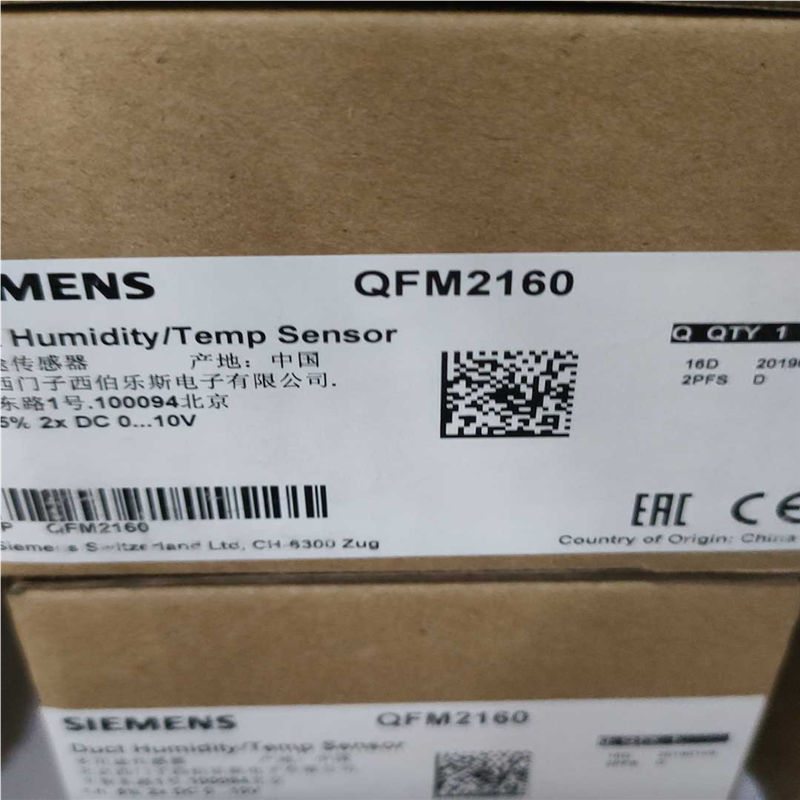 MENS QFM2160
Humidity/Temp Sensor
Q QTY 1
传感器 产地: 中国
16D 2019
西门子西伯乐斯电子有限公司.
2PFS D
东路1号.100094北京
5% 2x DC 0...10V
P QFM2160
EAC CE
Siemens Switzerland Ltd, CH-6300 Zug
Country of Origin: China
SIEMENS QFM2160
Duct Humidity/Temp Sensor